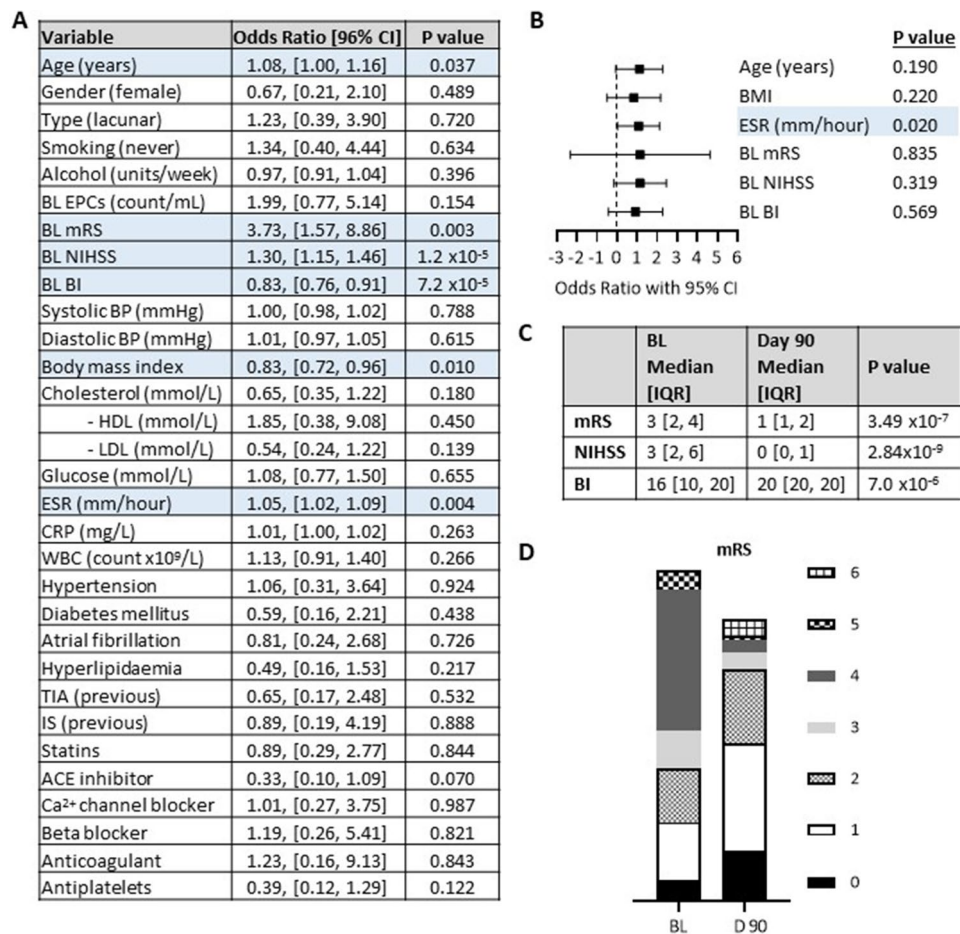 A
Variable Odds Ratio [96% CI] P value
Age (years) 1.08, [1.00, 1.16] 0.037
Gender (female) 0.67, [0.21, 2.10] 0.489
Type (lacunar) 1.23, [0.39, 3.90] 0.720
Smoking (never) 1.34, [0.40, 4.44] 0.634
Alcohol (units/week) 0.97, [0.91, 1.04] 0.396
BL EPCs (count/mL) 1.99, [0.77, 5.14] 0.154
BL mRS 3.73, [1.57, 8.86] 0.003
BL NIHSS 1.30, [1.15, 1.46] 1.2 x10⁻⁵
BL BI 0.83, [0.76, 0.91] 7.2 x10⁻⁵
Systolic BP (mmHg) 1.00, [0.98, 1.02] 0.788
Diastolic BP (mmHg) 1.01, [0.97, 1.05] 0.615
Body mass index 0.83, [0.72, 0.96] 0.010
Cholesterol (mmol/L) 0.65, [0.35, 1.22] 0.180
- HDL (mmol/L) 1.85, [0.38, 9.08] 0.450
- LDL (mmol/L) 0.54, [0.24, 1.22] 0.139
Glucose (mmol/L) 1.08, [0.77, 1.50] 0.655
ESR (mm/hour) 1.05, [1.02, 1.09] 0.004
CRP (mg/L) 1.01, [1.00, 1.02] 0.263
WBC (count x10⁹/L) 1.13, [0.91, 1.40] 0.266
Hypertension 1.06, [0.31, 3.64] 0.924
Diabetes mellitus 0.59, [0.16, 2.21] 0.438
Atrial fibrillation 0.81, [0.24, 2.68] 0.726
Hyperlipidaemia 0.49, [0.16, 1.53] 0.217
TIA (previous) 0.65, [0.17, 2.48] 0.532
IS (previous) 0.89, [0.19, 4.19] 0.888
Statins 0.89, [0.29, 2.77] 0.844
ACE inhibitor 0.33, [0.10, 1.09] 0.070
Ca²⁺ channel blocker 1.01, [0.27, 3.75] 0.987
Beta blocker 1.19, [0.26, 5.41] 0.821
Anticoagulant 1.23, [0.16, 9.13] 0.843
Antiplatelets 0.39, [0.12, 1.29] 0.122
B
P value
Age (years) 0.190
BMI 0.220
ESR (mm/hour) 0.020
BL mRS 0.835
BL NIHSS 0.319
BL BI 0.569
-3 -2 -1 0 1 2 3 4 5 6
Odds Ratio with 95% CI
C
BL Median [IQR] Day 90 Median [IQR] P value
mRS 3 [2, 4] 1 [1, 2] 3.49 x10⁻⁷
NIHSS 3 [2, 6] 0 [0, 1] 2.84x10⁻⁹
BI 16 [10, 20] 20 [20, 20] 7.0 x10⁻⁶
D
mRS
6
5
4
3
2
1
0
BL D 90